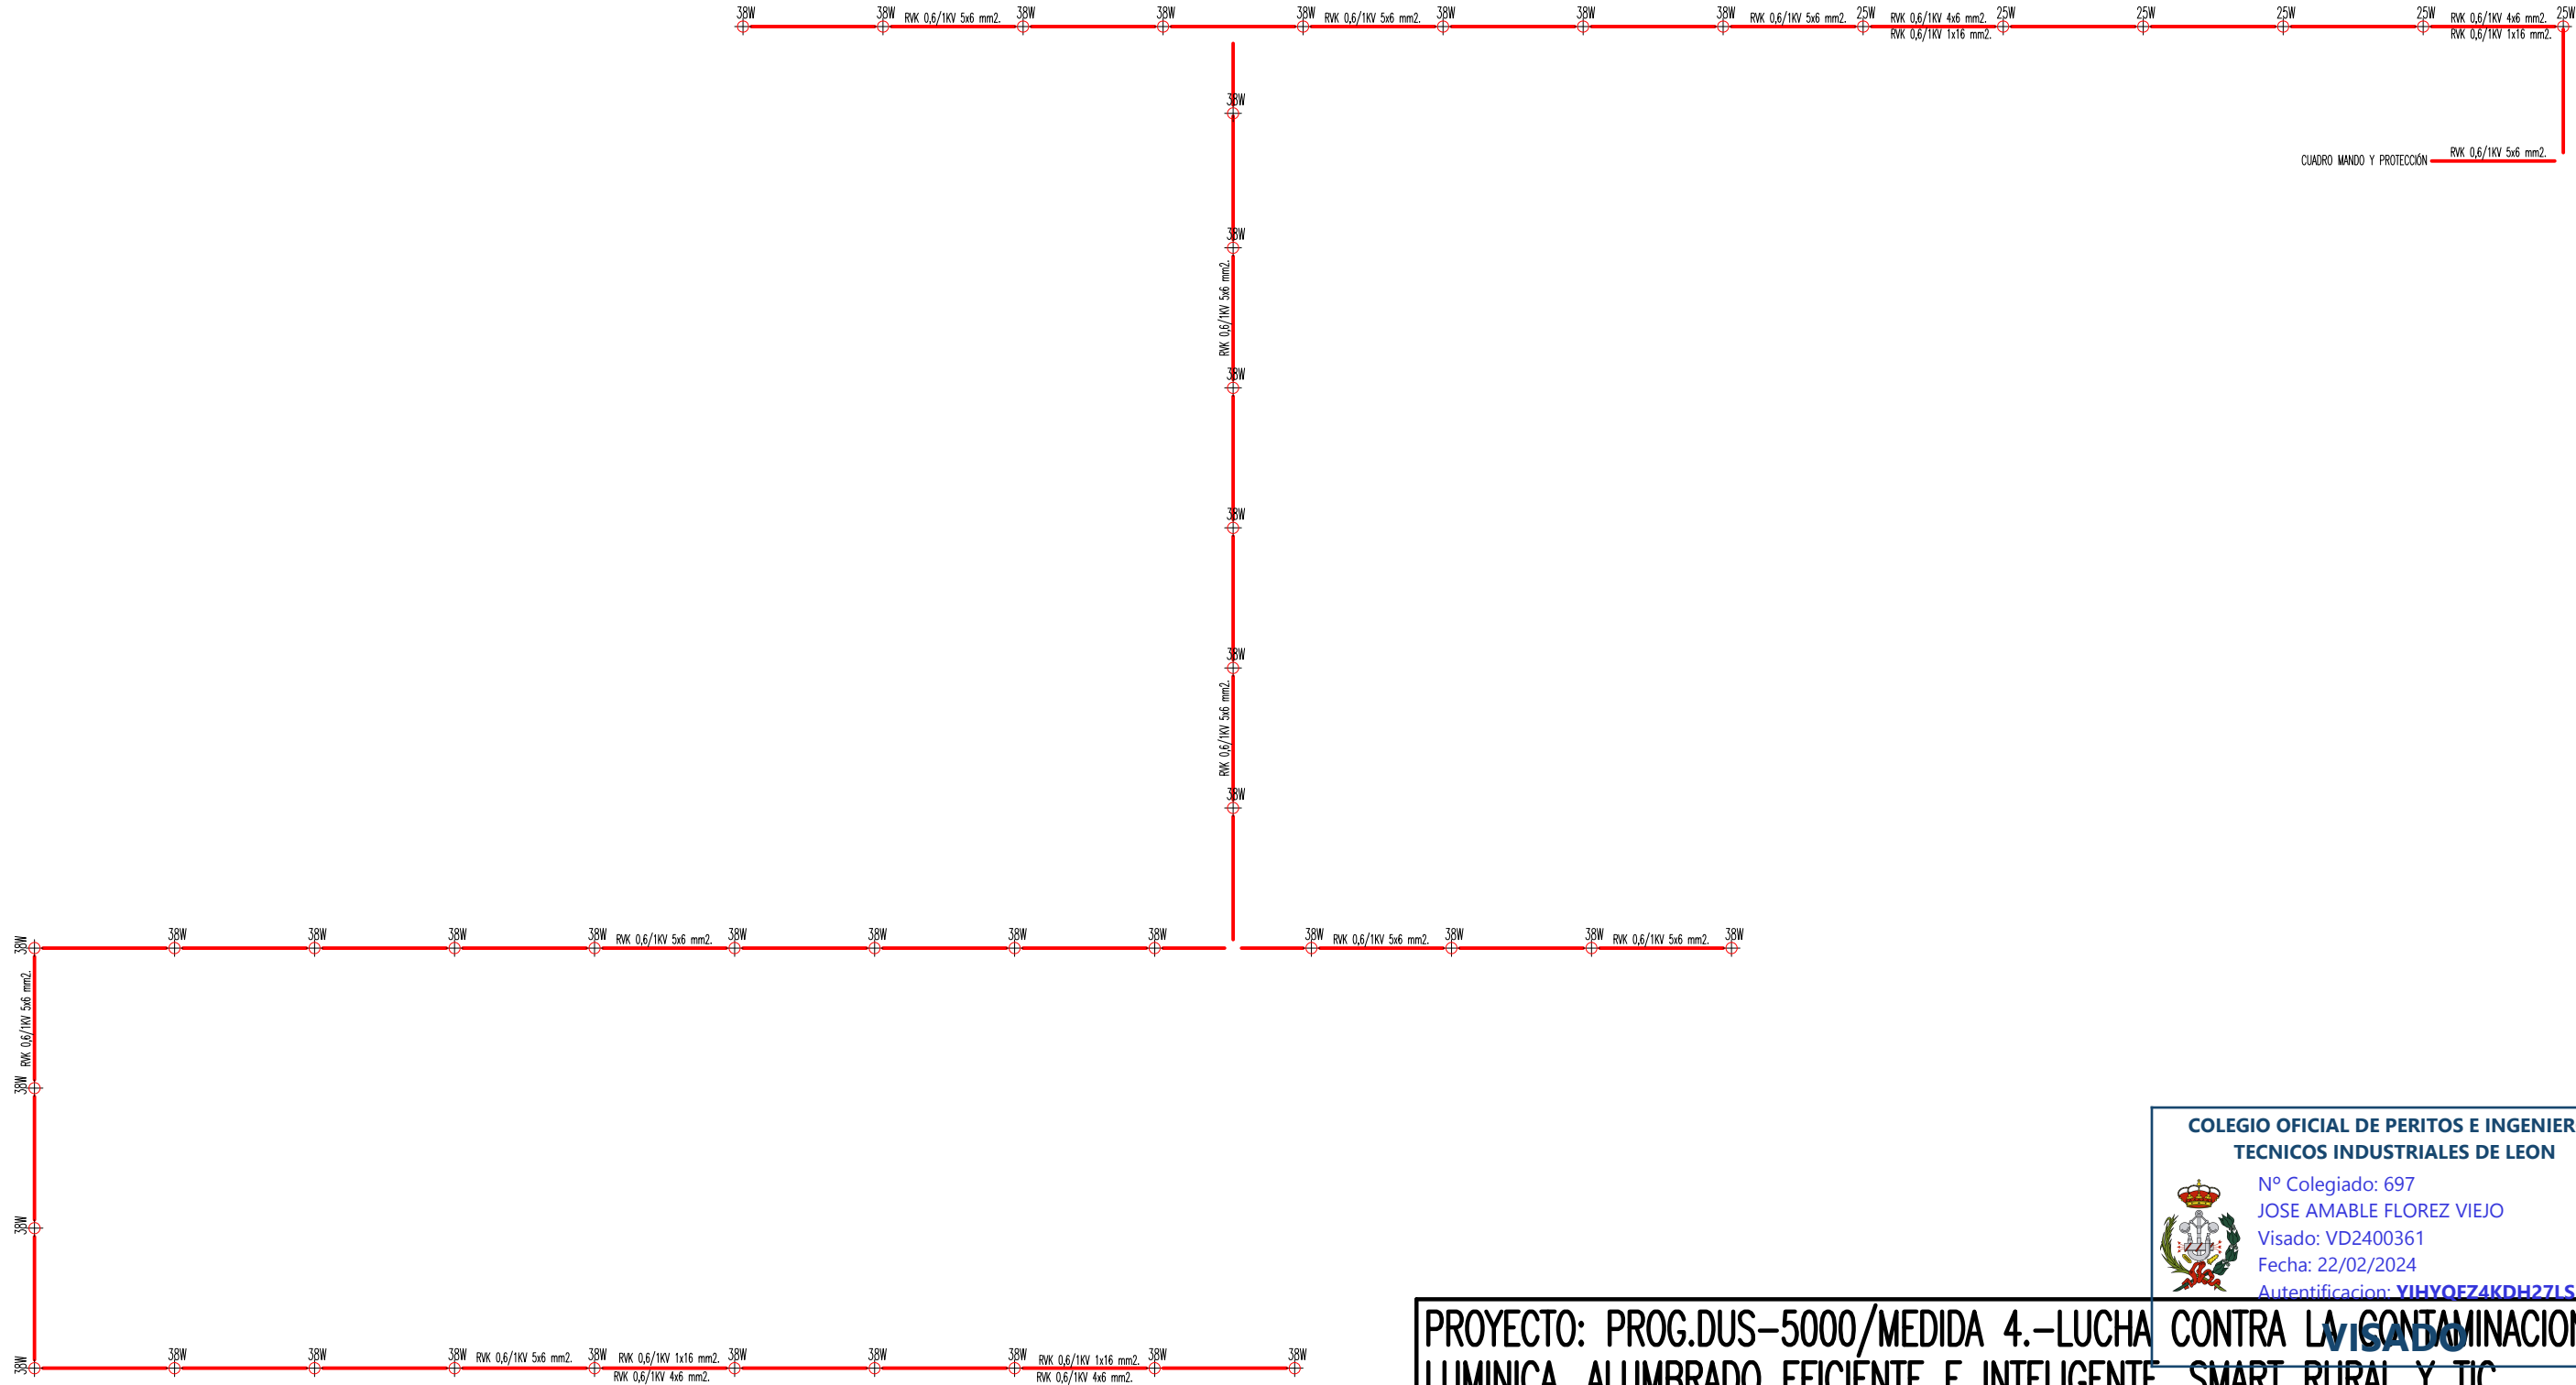 38W 38W RVK 0,6/1KV 5x6 mm2. 38W 38W 38W RVK 0,6/1KV 5x6 mm2. 38W 38W 38W RVK 0,6/1KV 5x6 mm2. 25W RVK 0,6/1KV 4x6 mm2. 25W 25W 25W 25W RVK 0,6/1KV 4x6 mm2. 25W
RVK 0,6/1KV 1x16 mm2. RVK 0,6/1KV 1x16 mm2.
38W
CUADRO MANDO Y PROTECCIÓN RVK 0,6/1KV 5x6 mm2.
38W
RVK 0,6/1KV 5x6 mm2.
38W
38W
38W
RVK 0,6/1KV 5x6 mm2.
38W
38W 38W 38W 38W 38W RVK 0,6/1KV 5x6 mm2. 38W 38W 38W 38W 38W RVK 0,6/1KV 5x6 mm2. 38W 38W RVK 0,6/1KV 5x6 mm2. 38W
RVK 0,6/1KV 5x6 mm2.
38W
38W
38W 38W 38W 38W RVK 0,6/1KV 5x6 mm2. 38W RVK 0,6/1KV 1x16 mm2. 38W 38W 38W RVK 0,6/1KV 1x16 mm2. 38W 38W
RVK 0,6/1KV 4x6 mm2. RVK 0,6/1KV 4x6 mm2.
COLEGIO OFICIAL DE PERITOS E INGENIER
TECNICOS INDUSTRIALES DE LEON
Nº Colegiado: 697
JOSE AMABLE FLOREZ VIEJO
Visado: VD2400361
Fecha: 22/02/2024
Autentificacion: YIHYQFZ4KDH27LS
VISADO
PROYECTO: PROG.DUS-5000/MEDIDA 4.-LUCHA CONTRA LA CONTAMINACION
LUMINICA, ALUMBRADO EFICIENTE E INTELIGENTE, SMART RURAL Y TIC